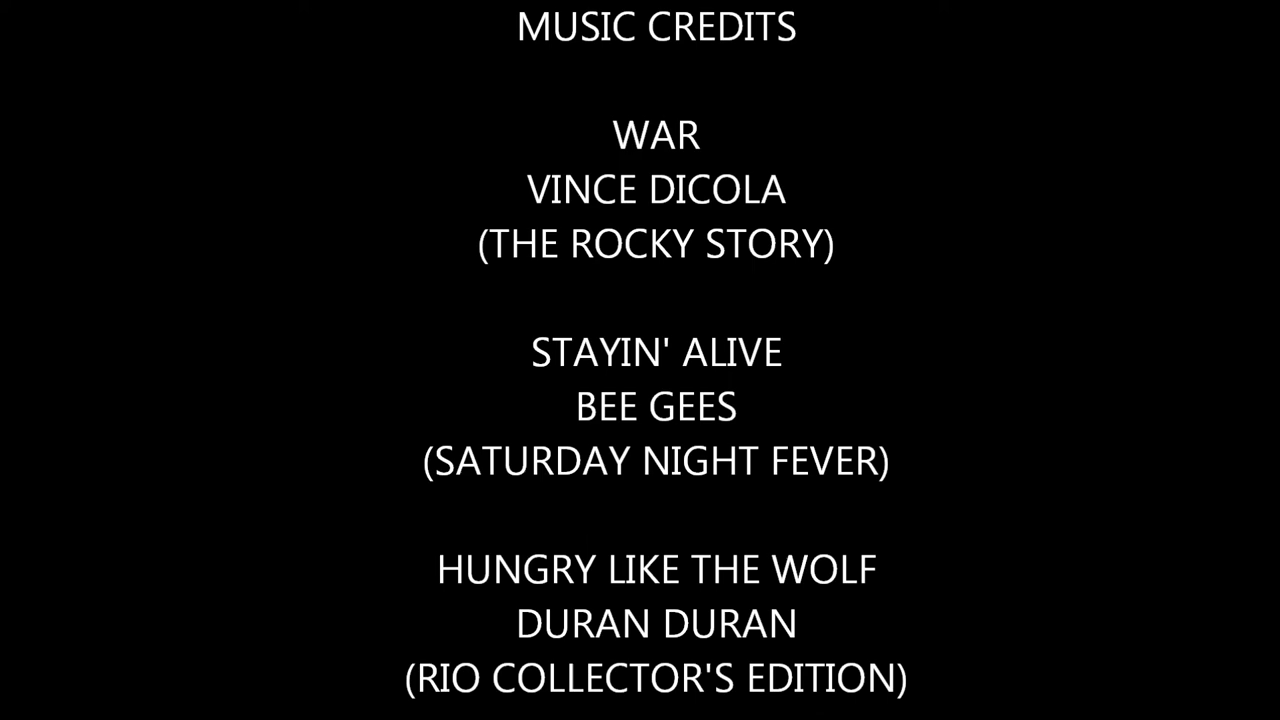 MUSIC CREDITS
WAR
VINCE DICOLA
(THE ROCKY STORY)
STAYIN' ALIVE
BEE GEES
(SATURDAY NIGHT FEVER)
HUNGRY LIKE THE WOLF
DURAN DURAN
(RIO COLLECTOR'S EDITION)